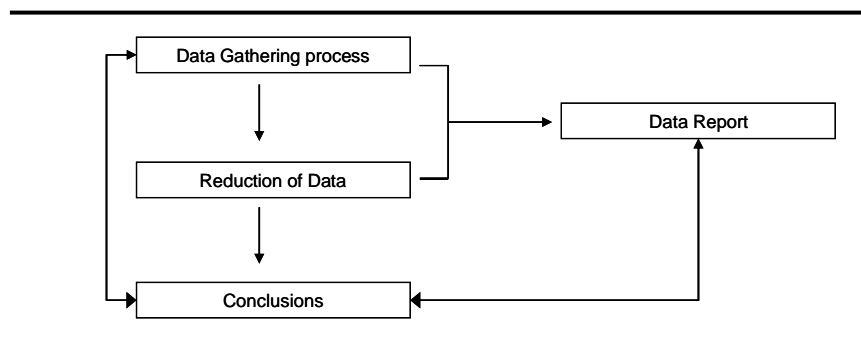 Data Gathering process
Data Report
Reduction of Data
Conclusions